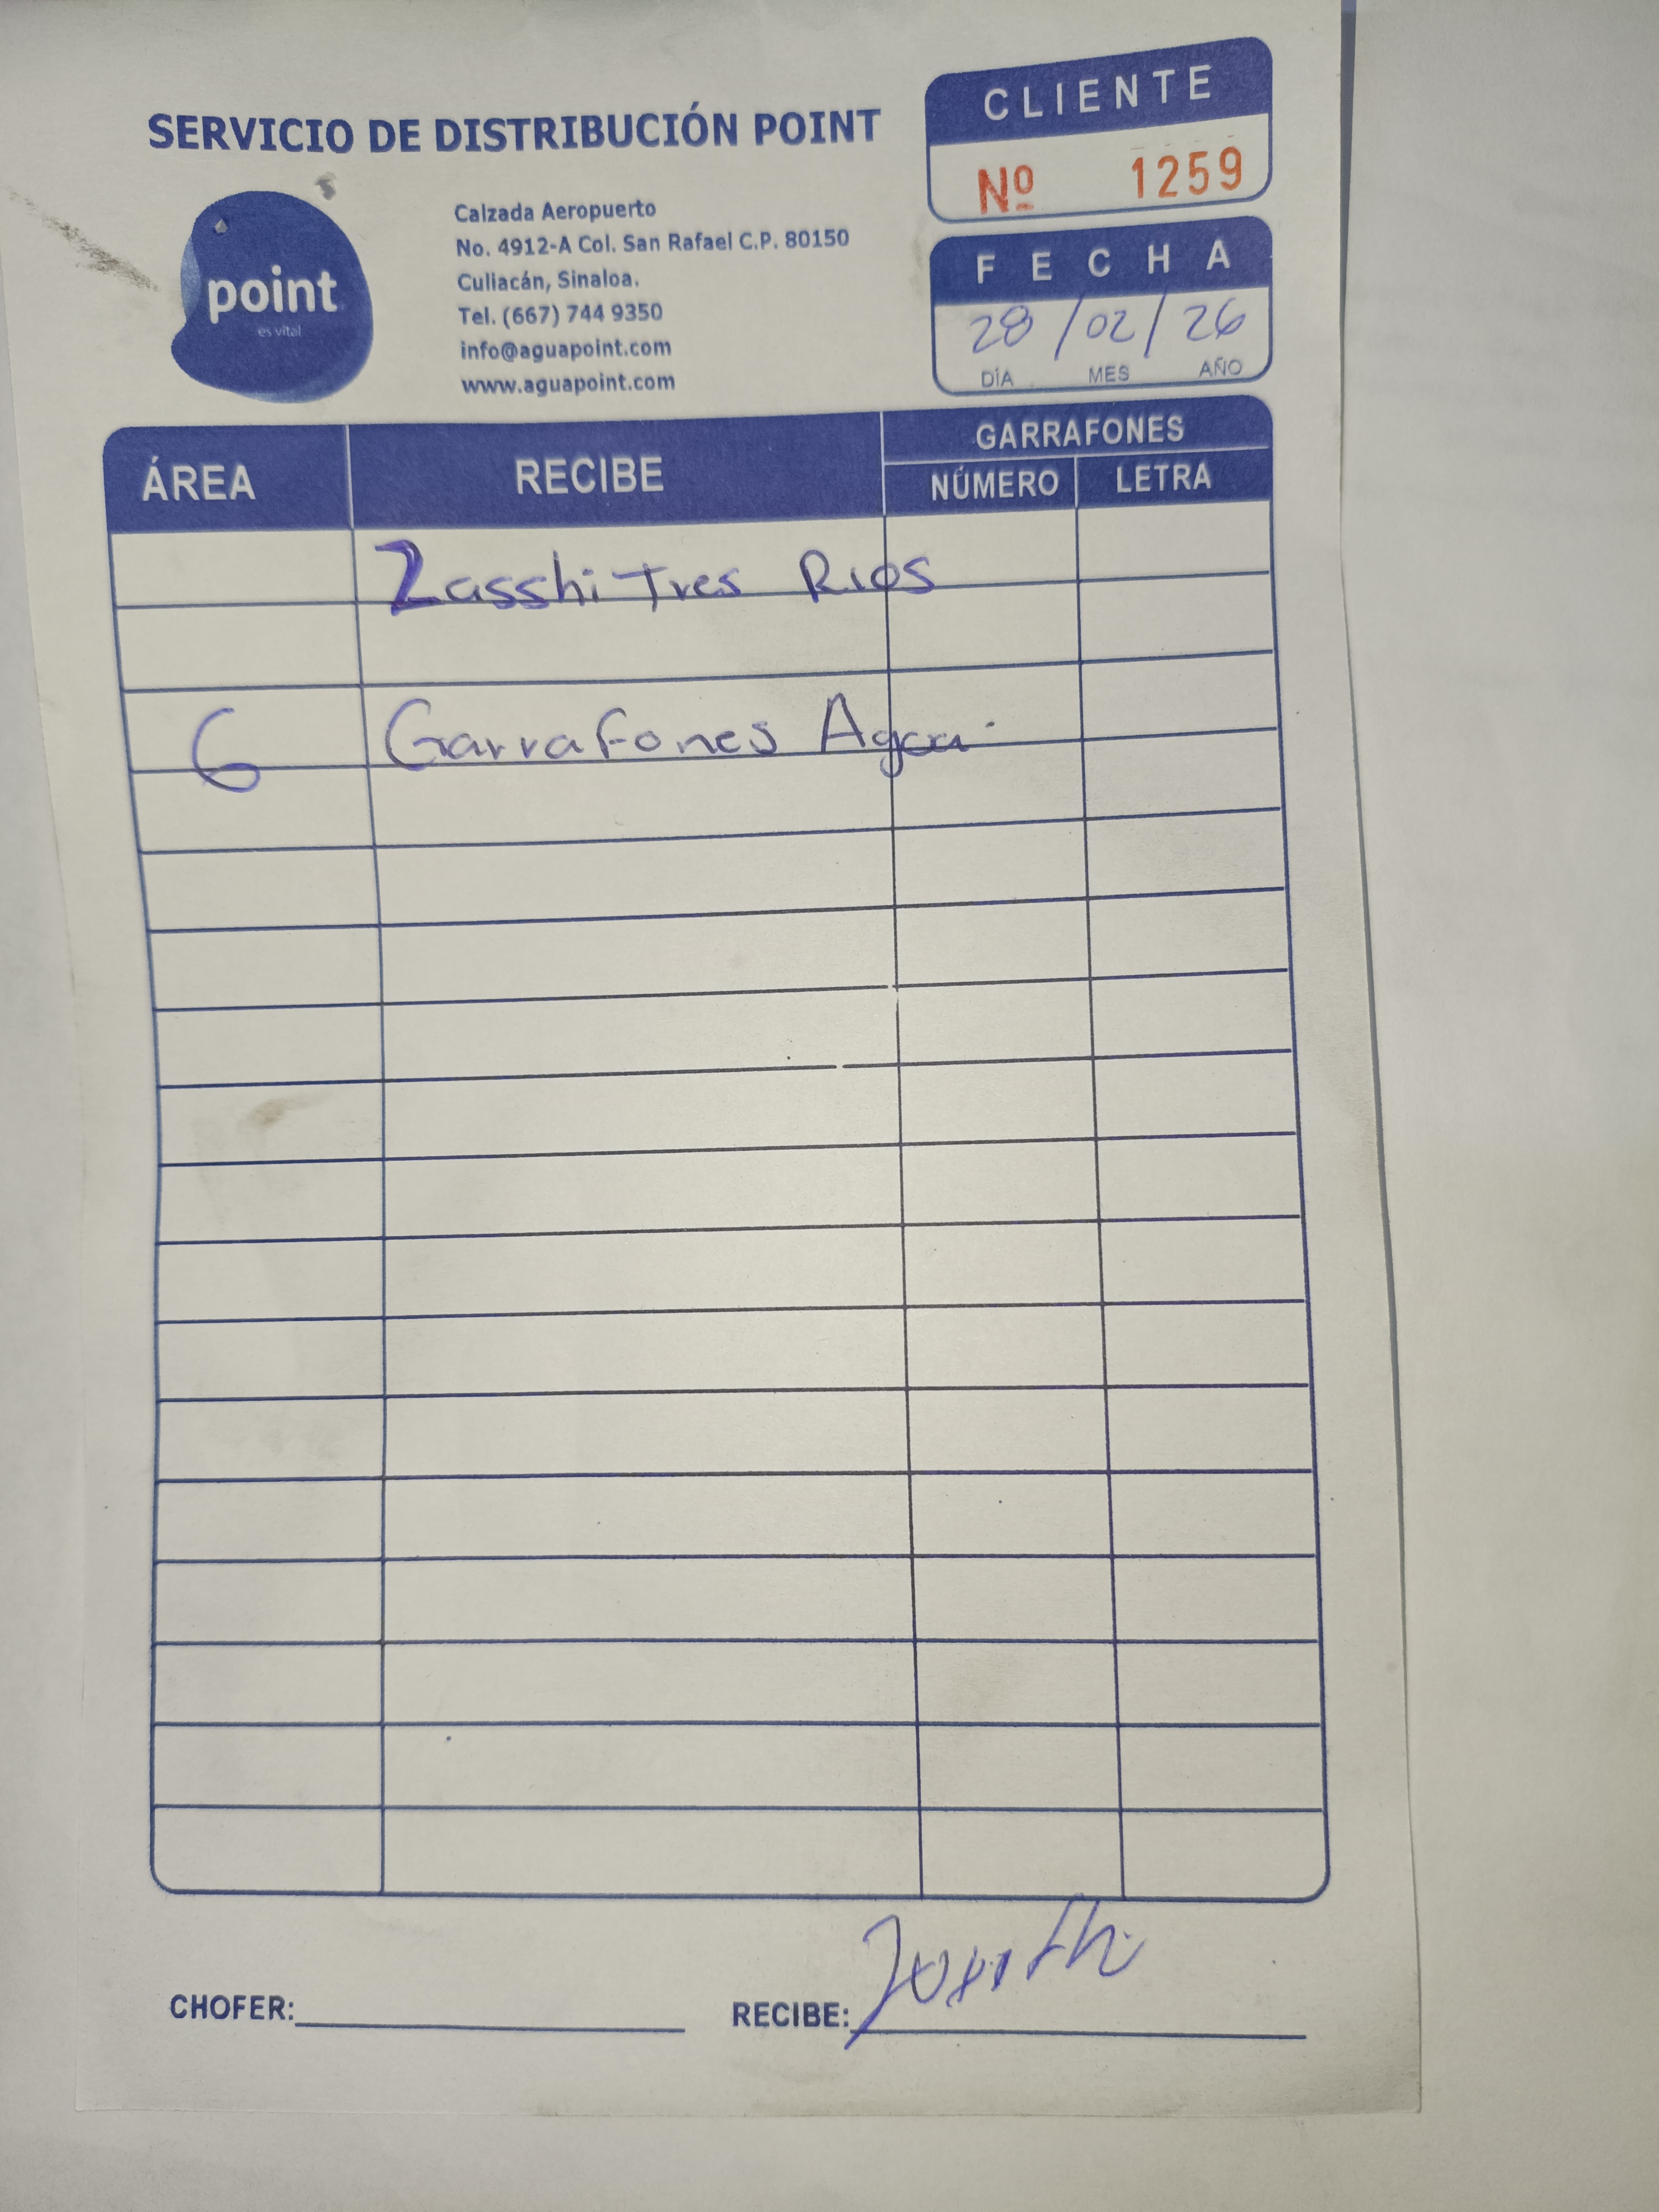 SERVICIO DE DISTRIBUCIÓN POINT
CLIENTE
Nº 1259
point
es vital
Calzada Aeropuerto
No. 4912-A Col. San Rafael C.P. 80150
Culiacán, Sinaloa.
Tel. (667) 744 9350
info@aguapoint.com
www.aguapoint.com
FECHA
28/02/26
DÍA MES AÑO
ÁREA RECIBE GARRAFONES
NÚMERO LETRA
Zasshi Tres Rios
6 Garrafones Agua
CHOFER: RECIBE: